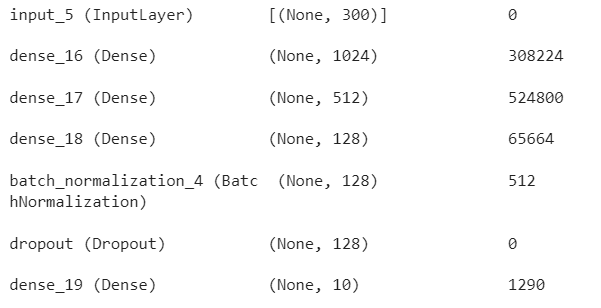 input_5 (InputLayer) [(None, 300)] 0
dense_16 (Dense) (None, 1024) 308224
dense_17 (Dense) (None, 512) 524800
dense_18 (Dense) (None, 128) 65664
batch_normalization_4 (Batc (None, 128) 512
hNormalization)
dropout (Dropout) (None, 128) 0
dense_19 (Dense) (None, 10) 1290